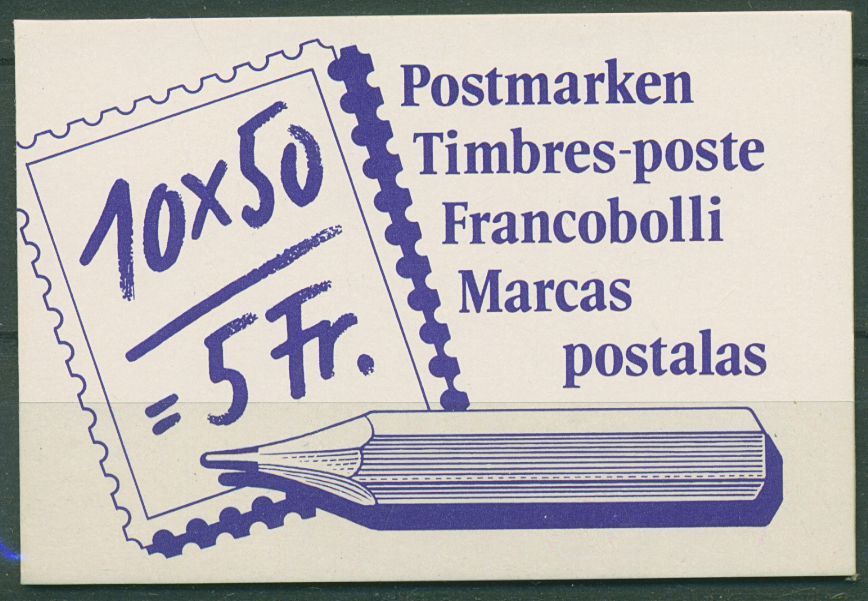 10x50
= 5 Fr.
Postmarken
Timbres-poste
Francobolli
Marcas
postalas